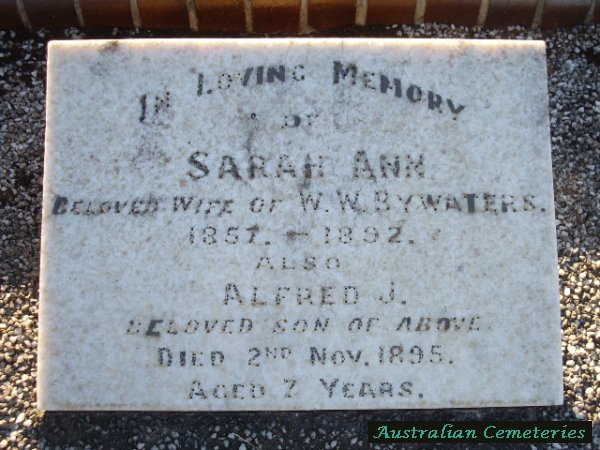 In Loving Memory
OF
Sarah Ann
Beloved Wife of W. W. Bywaters.
1857. – 1892.
Also
Alfred J.
Beloved son of above.
Died 2nd Nov. 1895.
Aged 7 Years.
Australian Cemeteries